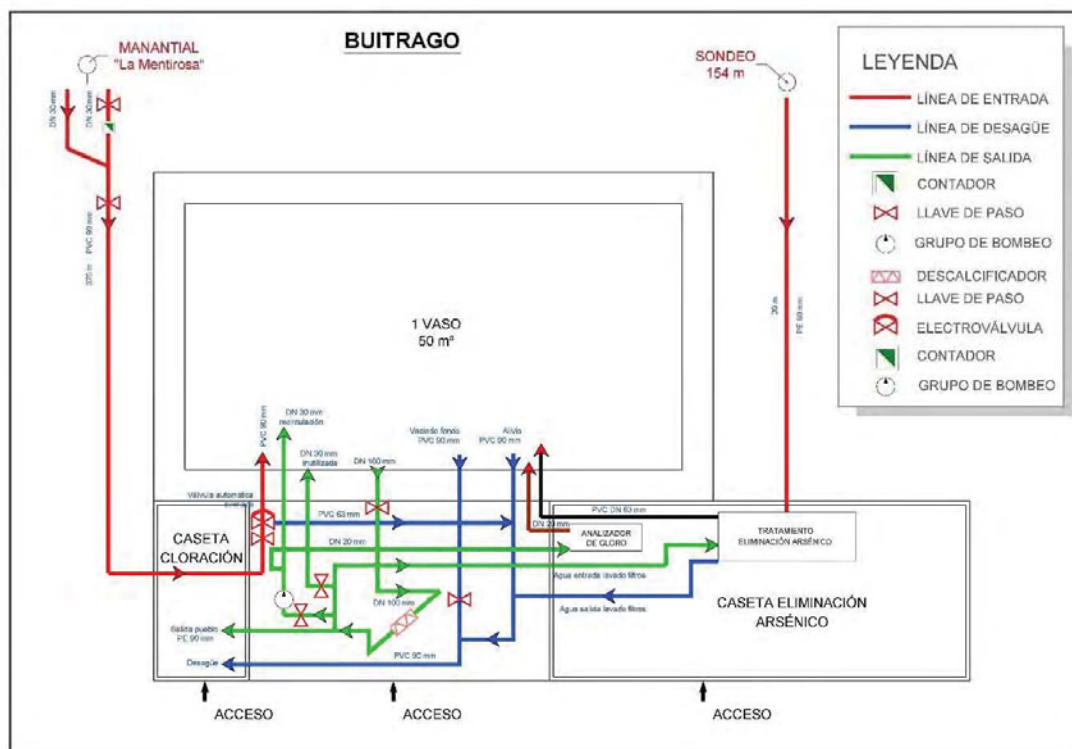 BUITRAGO
MANANTIAL
"La Mentirosa"
DN 30 mm
DN 30 mm
SONDEO
154 m
PVC 90 mm
PE 90 mm
LEYENDA
LÍNEA DE ENTRADA
LÍNEA DE DESAGÜE
LÍNEA DE SALIDA
CONTADOR
LLAVE DE PASO
GRUPO DE BOMBEO
DESCALCIFICADOR
LLAVE DE PASO
ELECTROVÁLVULA
CONTADOR
GRUPO DE BOMBEO
1 VASO
50 m³
PVC 90 mm
DN 30 mm
recirculación
DN 30 mm
inutilizada
DN 100 mm
Vaciado fondo
PVC 90 mm
Alivio
PVC 90 mm
Válvula automática
PVC 63 mm
PVC DN 63 mm
DN 20 mm
DN 20 mm
ANALIZADOR
DE CLORO
TRATAMIENTO
ELIMINACIÓN ARSÉNICO
CASETA
CLORACIÓN
Agua entrada lavado filtros
Agua salida lavado filtros
DN 100 mm
CASETA ELIMINACIÓN
ARSÉNICO
Salida pueblo
PE 90 mm
PVC 90 mm
Desagüe
ACCESO
ACCESO
ACCESO